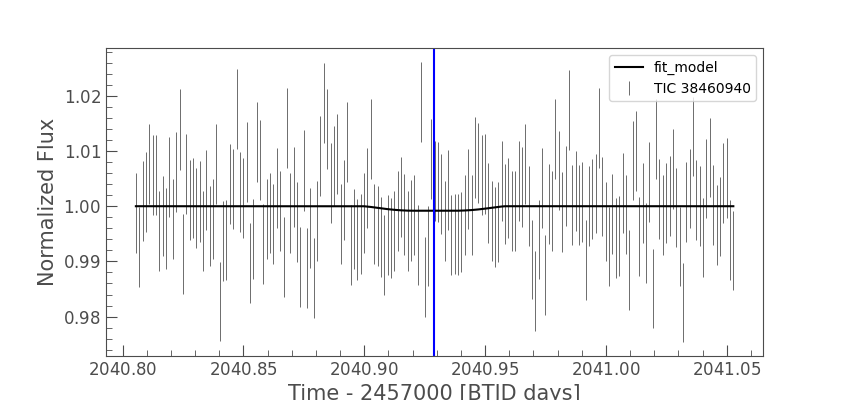 fit_model
TIC 38460940
1.02
1.01
1.00
0.99
0.98
Normalized Flux
2040.80 2040.85 2040.90 2040.95 2041.00 2041.05
Time - 2457000 [BTJD days]